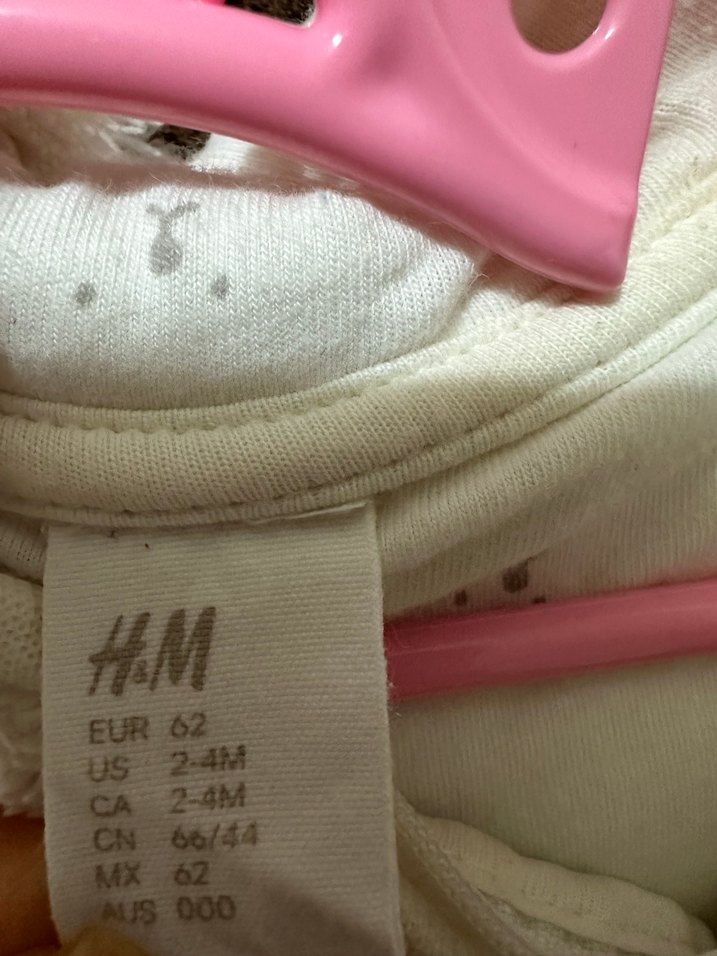 H&M
EUR 62
US 2-4M
CA 2-4M
CN 66/44
MX 62
AUS 000